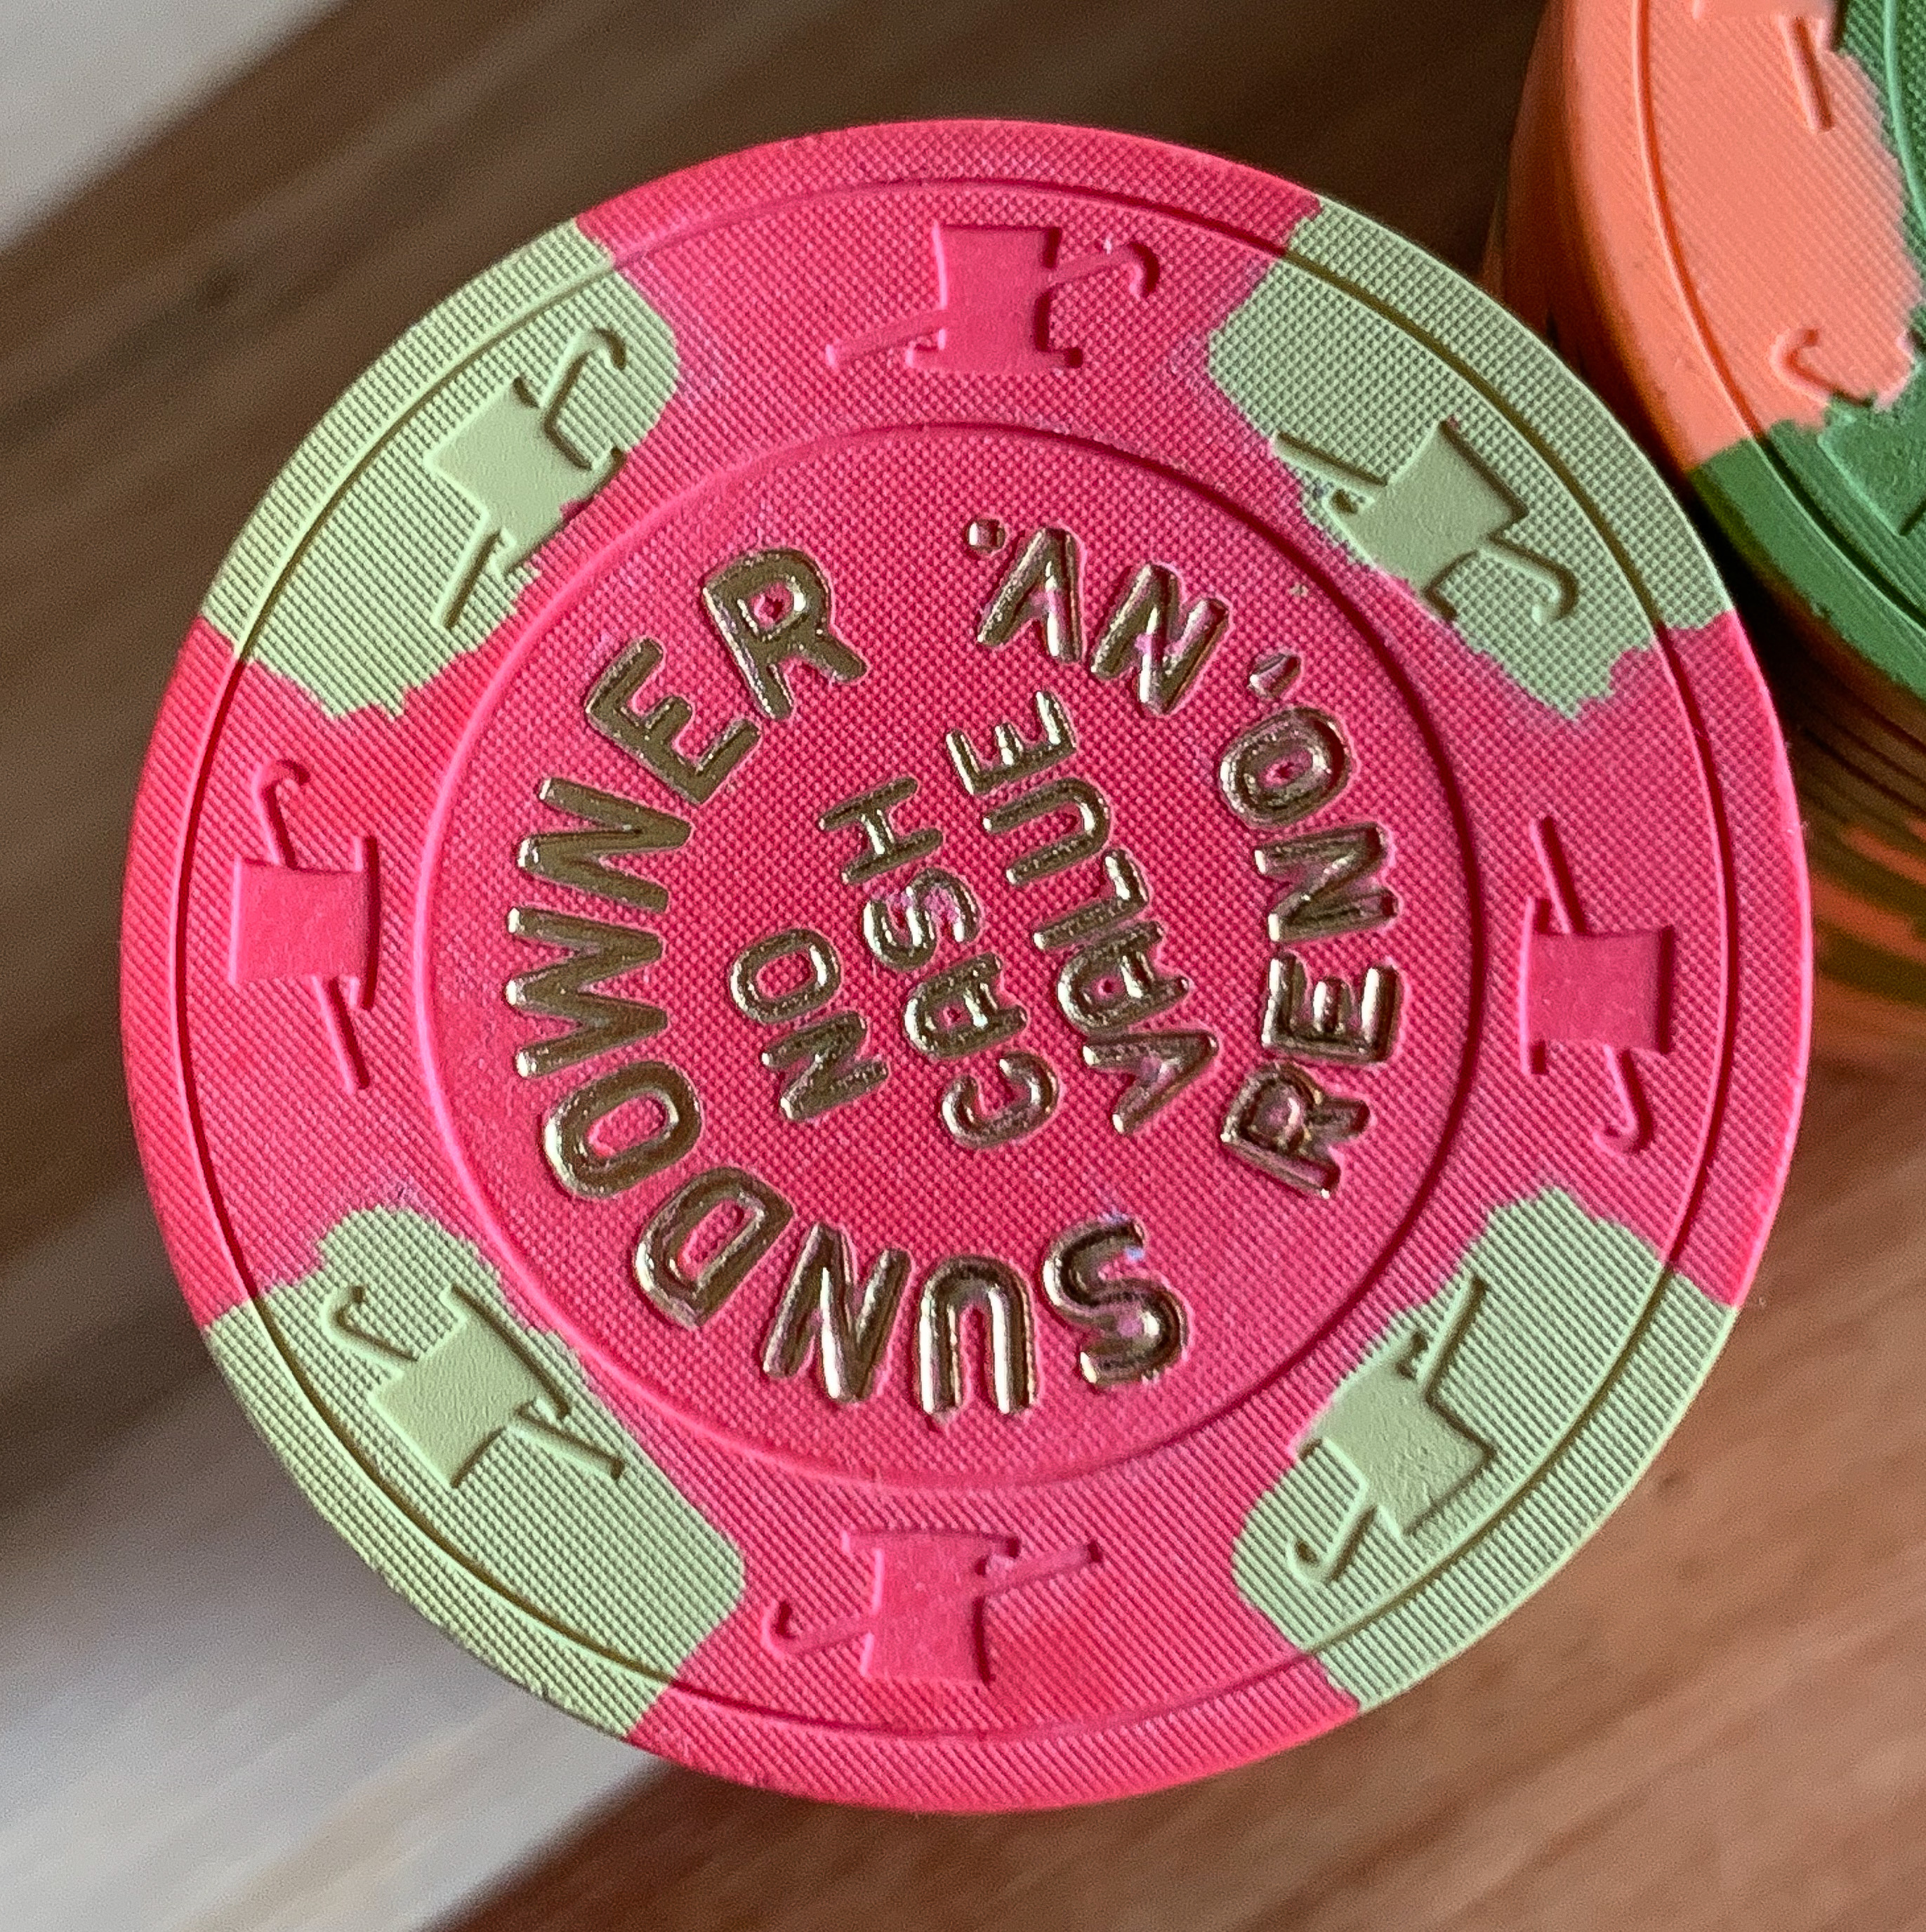 SUNDOWNER
NO
CASH
VALUE
RENO, NV.